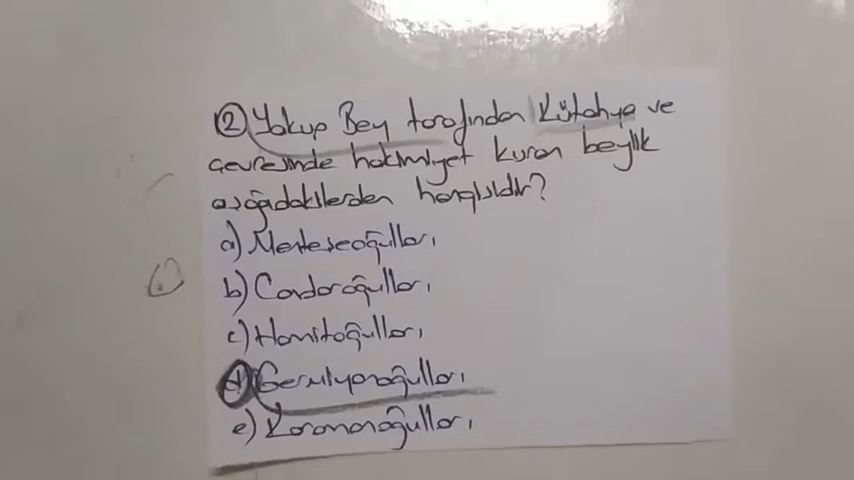 ② Yakup Bey tarafından Kütahya ve
çevresinde hakimiyet kuran beylik
aşağıdakilerden hangisidir?
a) Menteşeoğulları
b) Candaroğulları
c) Hamitoğulları
d) Germiyanoğulları
e) Karamanoğulları